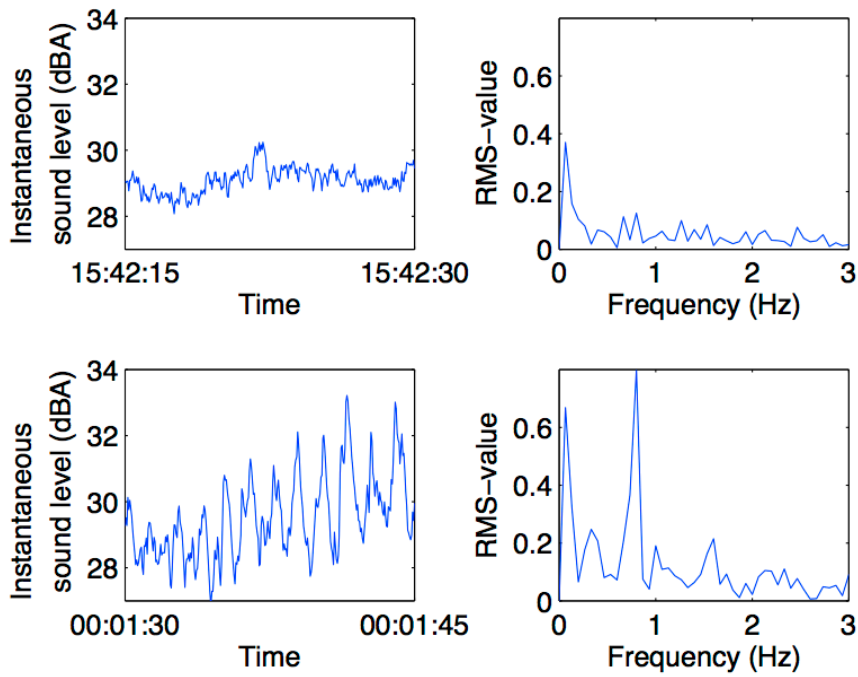 Instantaneous
sound level (dBA)
34
32
30
28
15:42:15
15:42:30
Time
RMS−value
0.6
0.4
0.2
0
0
1
2
3
Frequency (Hz)
Instantaneous
sound level (dBA)
34
32
30
28
00:01:30
00:01:45
Time
RMS−value
0.6
0.4
0.2
0
0
1
2
3
Frequency (Hz)